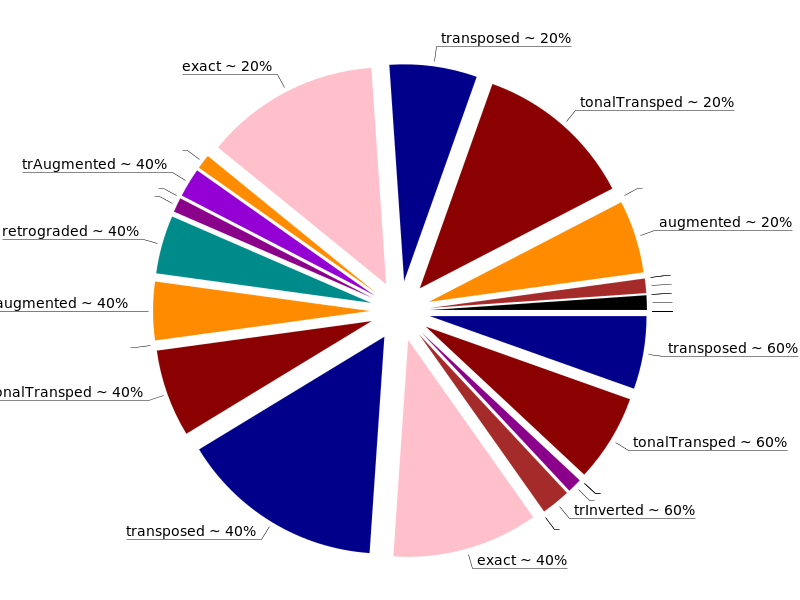 transposed ~ 20%
exact ~ 20%
tonalTransped ~ 20%
trAugmented ~ 40%
augmented ~ 20%
retrograded ~ 40%
augmented ~ 40%
transposed ~ 60%
onalTransped ~ 40%
tonalTransped ~ 60%
trInverted ~ 60%
transposed ~ 40%
exact ~ 40%